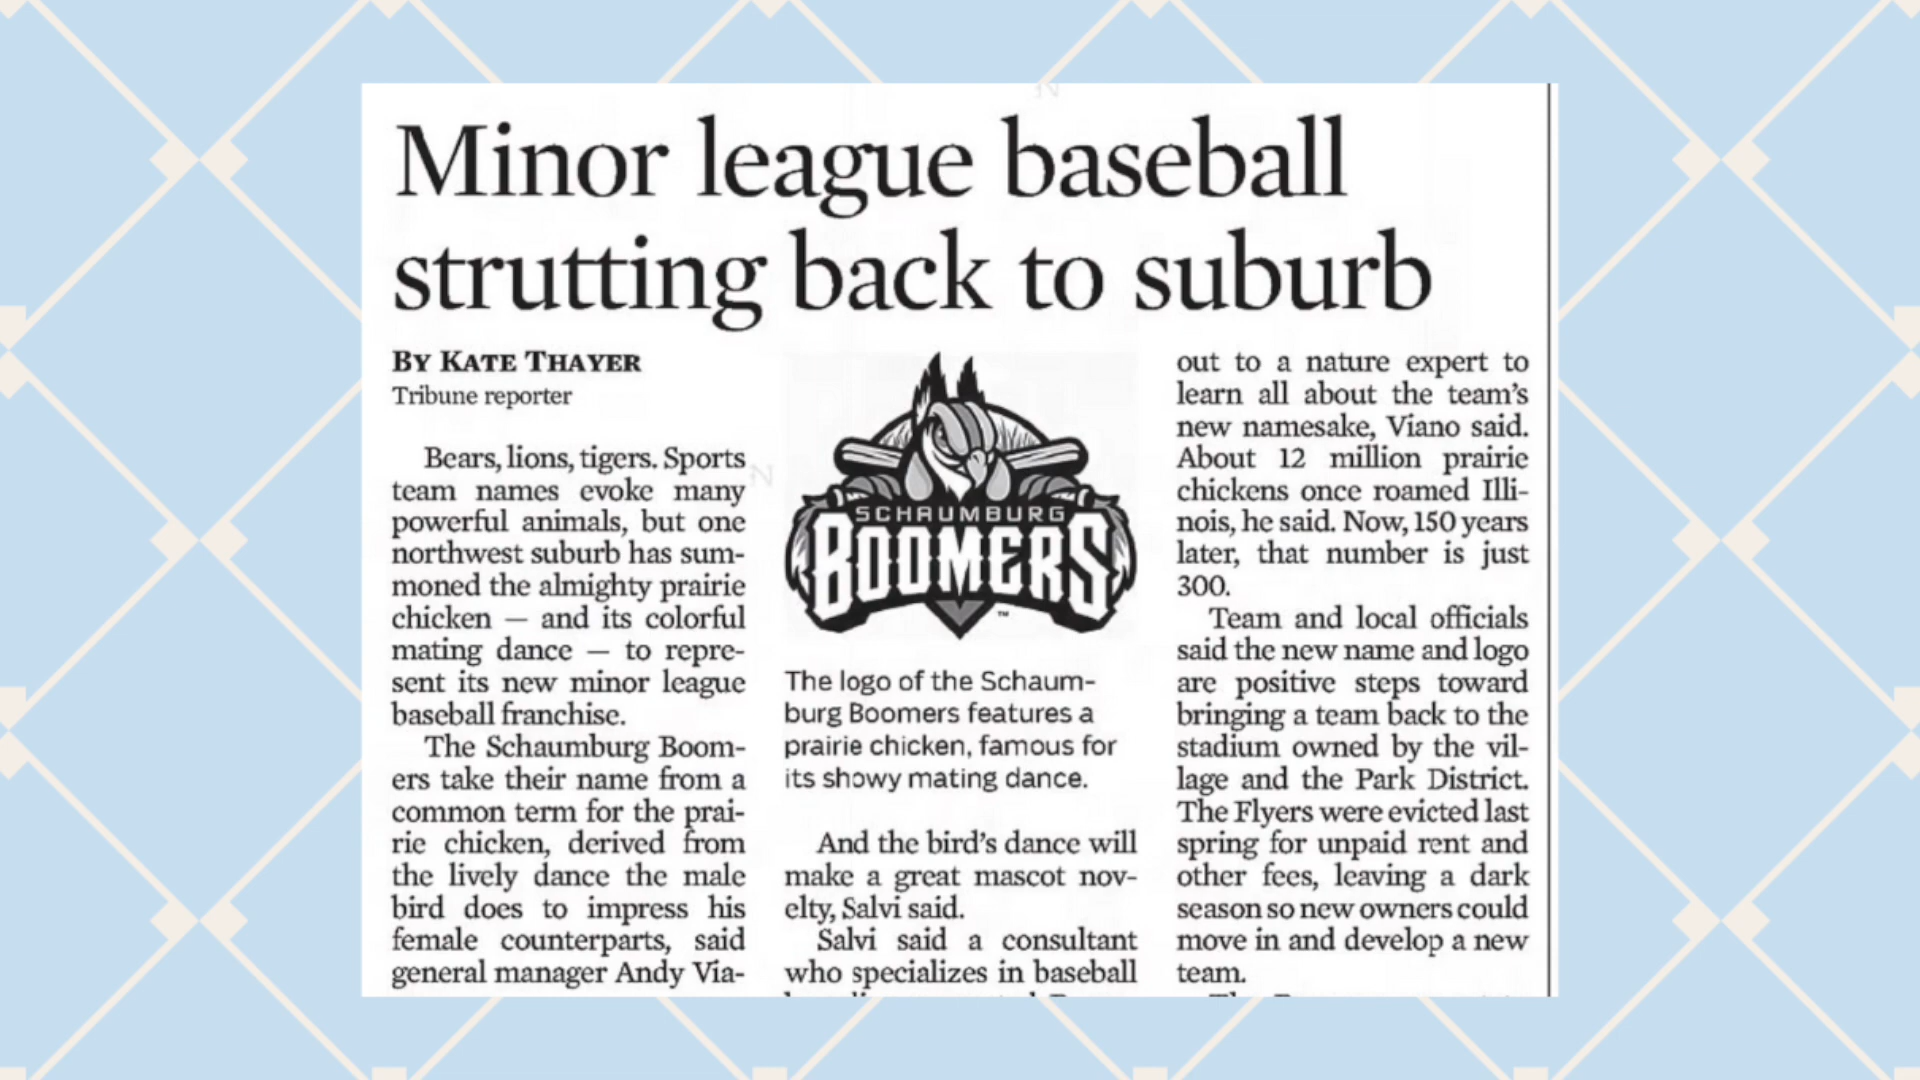 Minor league baseball
strutting back to suburb
BY KATE THAYER
Tribune reporter
Bears, lions, tigers. Sports
team names evoke many
powerful animals, but one
northwest suburb has sum-
moned the almighty prairie
chicken — and its colorful
mating dance — to repre-
sent its new minor league
baseball franchise.
The Schaumburg Boom-
ers take their name from a
common term for the prai-
rie chicken, derived from
the lively dance the male
bird does to impress his
female counterparts, said
general manager Andy Via-
SCHAUMBURG
BOOMERS
™
The logo of the Schaum-
burg Boomers features a
prairie chicken, famous for
its showy mating dance.
And the bird's dance will
make a great mascot nov-
elty, Salvi said.
Salvi said a consultant
who specializes in baseball
out to a nature expert to
learn all about the team's
new namesake, Viano said.
About 12 million prairie
chickens once roamed Illi-
nois, he said. Now, 150 years
later, that number is just
300.
Team and local officials
said the new name and logo
are positive steps toward
bringing a team back to the
stadium owned by the vil-
lage and the Park District.
The Flyers were evicted last
spring for unpaid rent and
other fees, leaving a dark
season so new owners could
move in and develop a new
team.